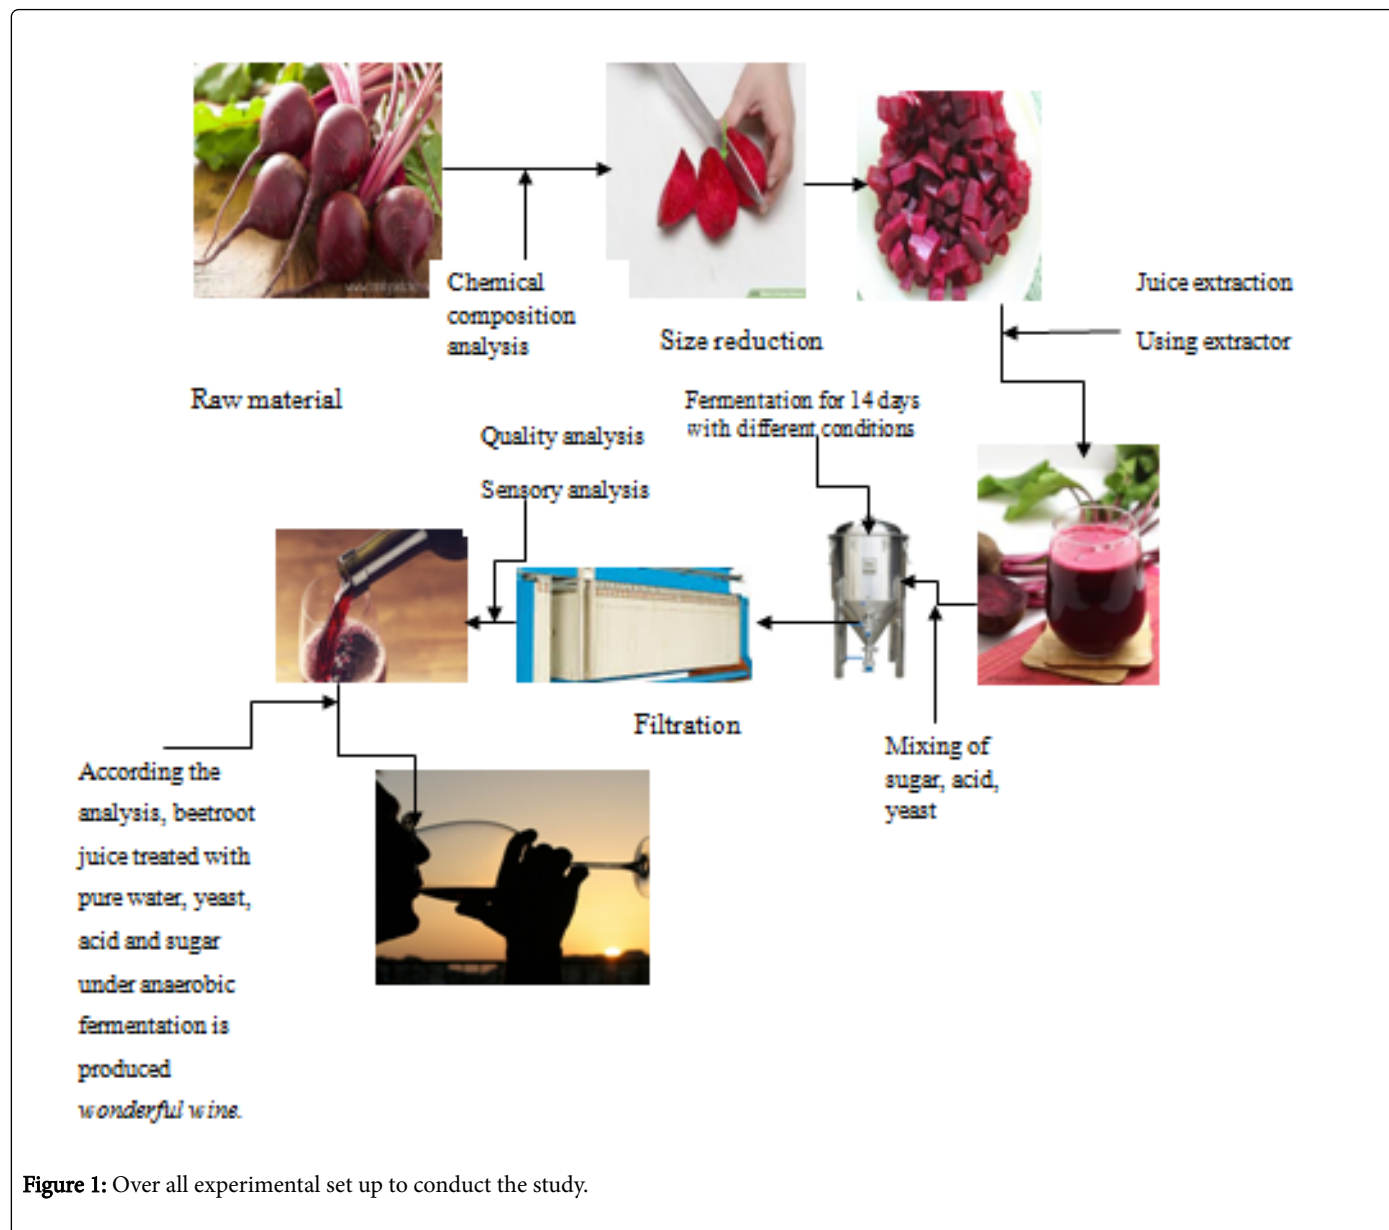 Chemical
composition
analysis
Size reduction
Juice extraction
Using extractor
Raw material
Fermentation for 14 days
with different conditions
Quality analysis
Sensory analysis
Filtration
Mixing of
sugar, acid,
yeast
According the
analysis, beetroot
juice treated with
pure water, yeast,
acid and sugar
under anaerobic
fermentation is
produced
wonderful wine.
Figure 1: Over all experimental set up to conduct the study.